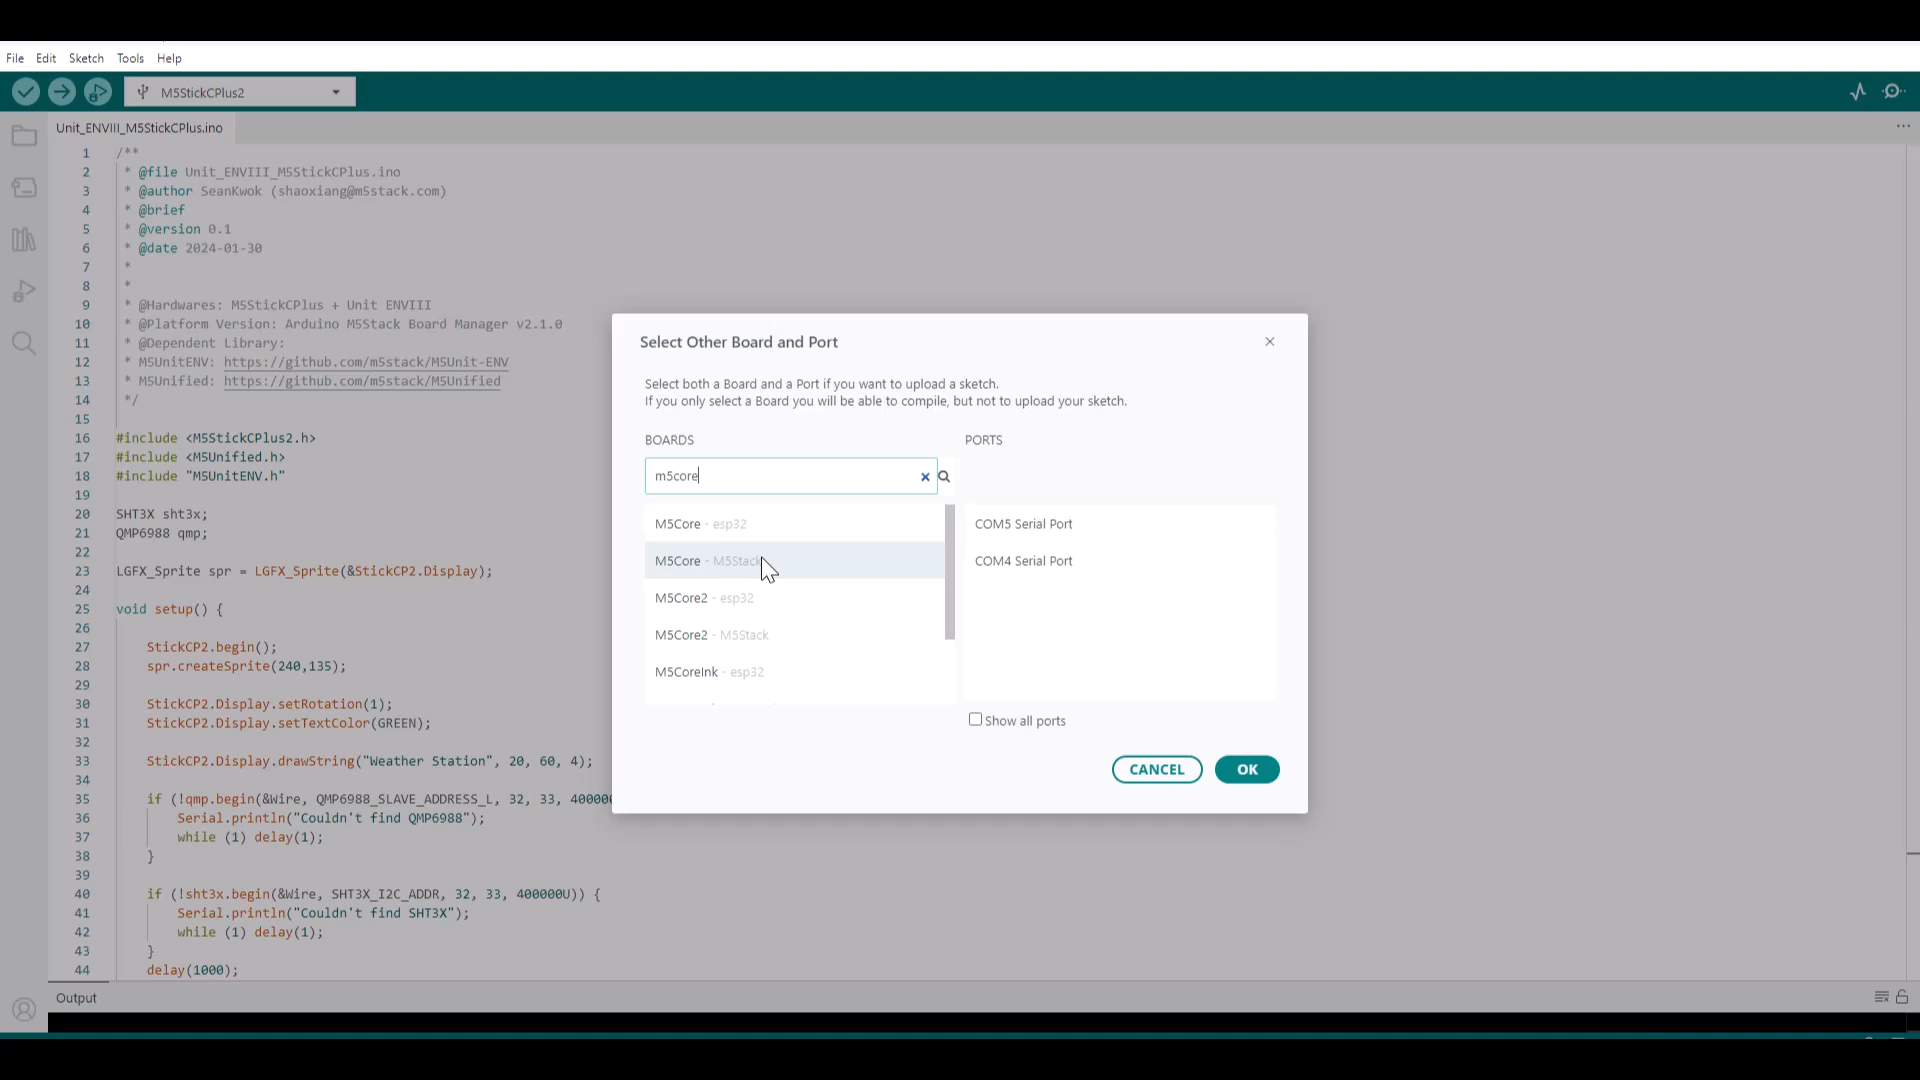 File Edit Sketch Tools Help
M5StickCPlus2
Unit_ENVIII_M5StickCPlus.ino
1 /**
2 * @file Unit_ENVIII_M5StickCPlus.ino
3 * @author SeanKwok (shaoxiang@m5stack.com)
4 * @brief
5 * @version 0.1
6 * @date 2024-01-30
7 *
8 *
9 * @Hardwares: M5StickCPlus + Unit ENVIII
10 * @Platform Version: Arduino M5Stack Board Manager v2.1.0
11 * @Dependent Library:
12 * M5UnitENV: https://github.com/m5stack/M5Unit-ENV
13 * M5Unified: https://github.com/m5stack/M5Unified
14 */
15
16 #include <M5StickCPlus2.h>
17 #include <M5Unified.h>
18 #include "M5UnitENV.h"
19
20 SHT3X sht3x;
21 QMP6988 qmp;
22
23 LGFX_Sprite spr = LGFX_Sprite(&StickCP2.Display);
24
25 void setup() {
26
27 StickCP2.begin();
28 spr.createSprite(240,135);
29
30 StickCP2.Display.setRotation(1);
31 StickCP2.Display.setTextColor(GREEN);
32
33 StickCP2.Display.drawString("Weather Station", 20, 60, 4);
34
35 if (!qmp.begin(&Wire, QMP6988_SLAVE_ADDRESS_L, 32, 33, 40000
36 Serial.println("Couldn't find QMP6988");
37 while (1) delay(1);
38 }
39
40 if (!sht3x.begin(&Wire, SHT3X_I2C_ADDR, 32, 33, 400000U)) {
41 Serial.println("Couldn't find SHT3X");
42 while (1) delay(1);
43 }
44 delay(1000);
Output
Select Other Board and Port
Select both a Board and a Port if you want to upload a sketch.
If you only select a Board you will be able to compile, but not to upload your sketch.
BOARDS
m5core
M5Core - esp32
M5Core - M5Stack
M5Core2 - esp32
M5Core2 - M5Stack
M5CoreInk - esp32
PORTS
COM5 Serial Port
COM4 Serial Port
Show all ports
CANCEL
OK